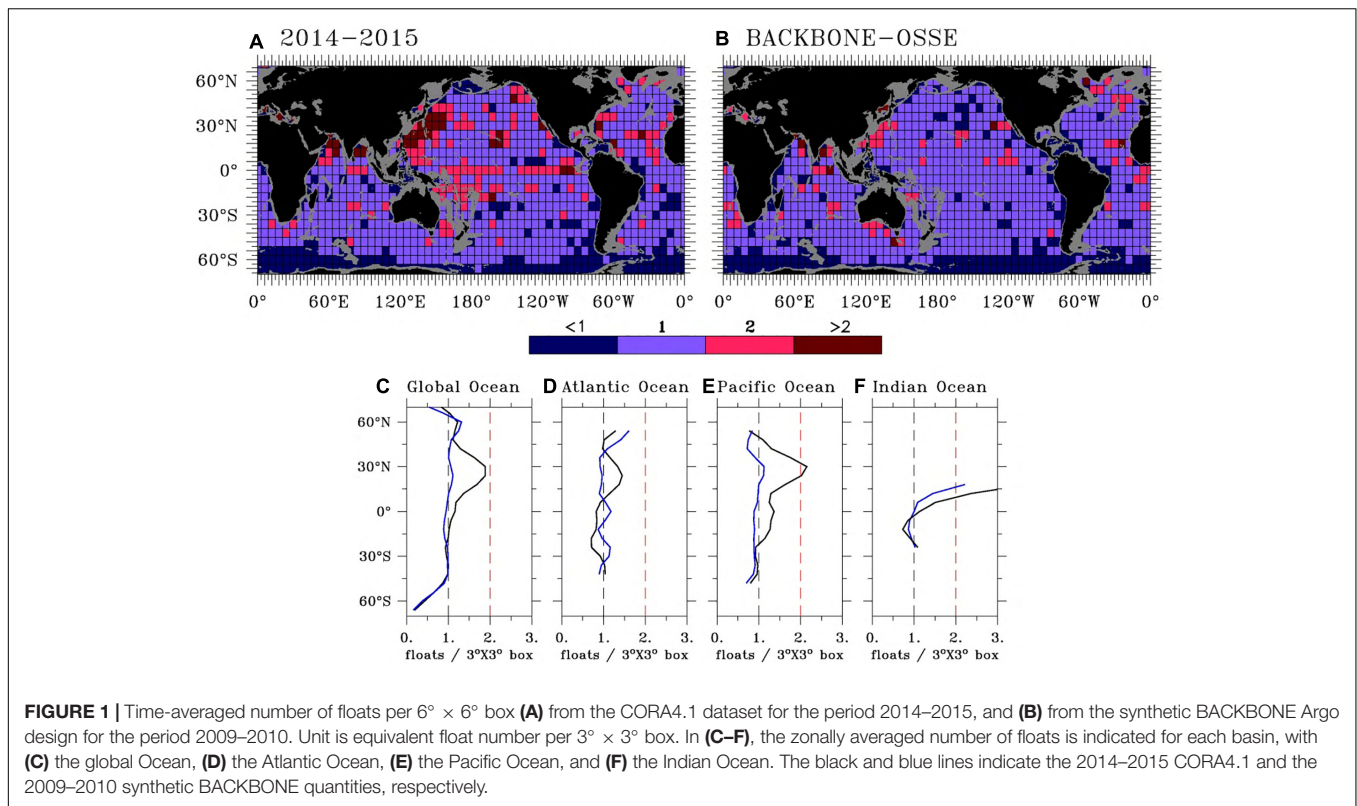 A 2014–2015
B BACKBONE–OSSE
60°N
30°N
0°
30°S
60°S
0° 60°E 120°E 180° 120°W 60°W 0°
0° 60°E 120°E 180° 120°W 60°W 0°
<1 1 2 >2
C Global Ocean
D Atlantic Ocean
E Pacific Ocean
F Indian Ocean
60°N
30°N
0°
30°S
60°S
0. 1. 2. 3.
0. 1. 2. 3.
0. 1. 2. 3.
0. 1. 2. 3.
floats / 3°X3° box
floats / 3°X3° box
floats / 3°X3° box
floats / 3°X3° box
FIGURE 1 | Time-averaged number of floats per 6° × 6° box (A) from the CORA4.1 dataset for the period 2014–2015, and (B) from the synthetic BACKBONE Argo
design for the period 2009–2010. Unit is equivalent float number per 3° × 3° box. In (C–F), the zonally averaged number of floats is indicated for each basin, with
(C) the global Ocean, (D) the Atlantic Ocean, (E) the Pacific Ocean, and (F) the Indian Ocean. The black and blue lines indicate the 2014–2015 CORA4.1 and the
2009–2010 synthetic BACKBONE quantities, respectively.